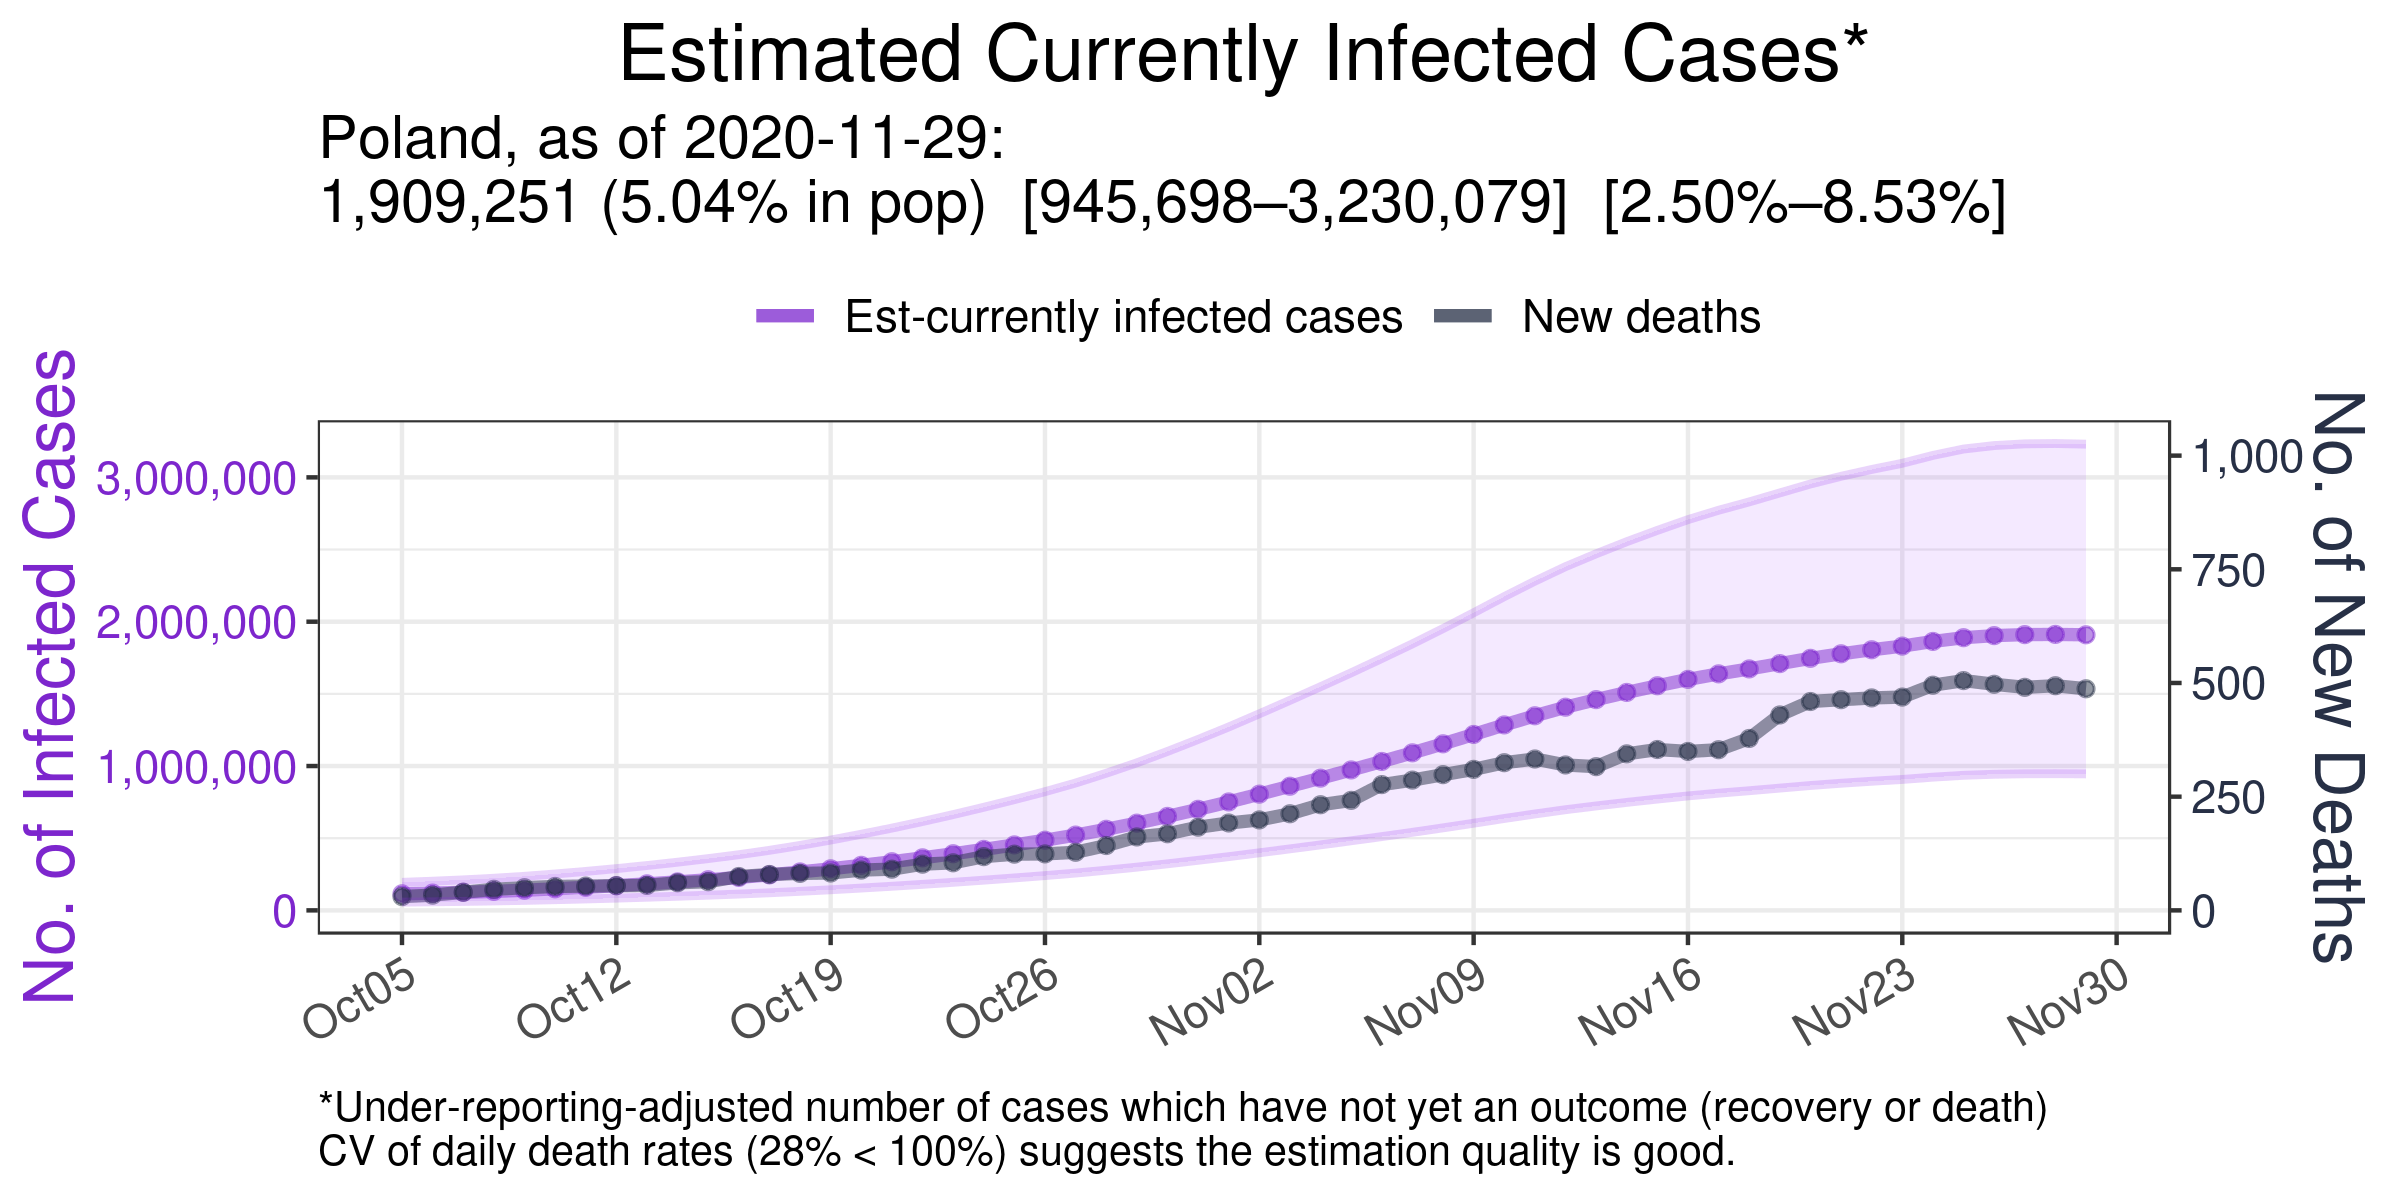 Estimated Currently Infected Cases*
Poland, as of 2020-11-29:
1,909,251 (5.04% in pop)  [945,698–3,230,079]  [2.50%–8.53%]
Est-currently infected cases
New deaths
No. of Infected Cases
3,000,000
2,000,000
1,000,000
0
No. of New Deaths
1,000
750
500
250
0
Oct05
Oct12
Oct19
Oct26
Nov02
Nov09
Nov16
Nov23
Nov30
*Under-reporting-adjusted number of cases which have not yet an outcome (recovery or death)
CV of daily death rates (28% < 100%) suggests the estimation quality is good.